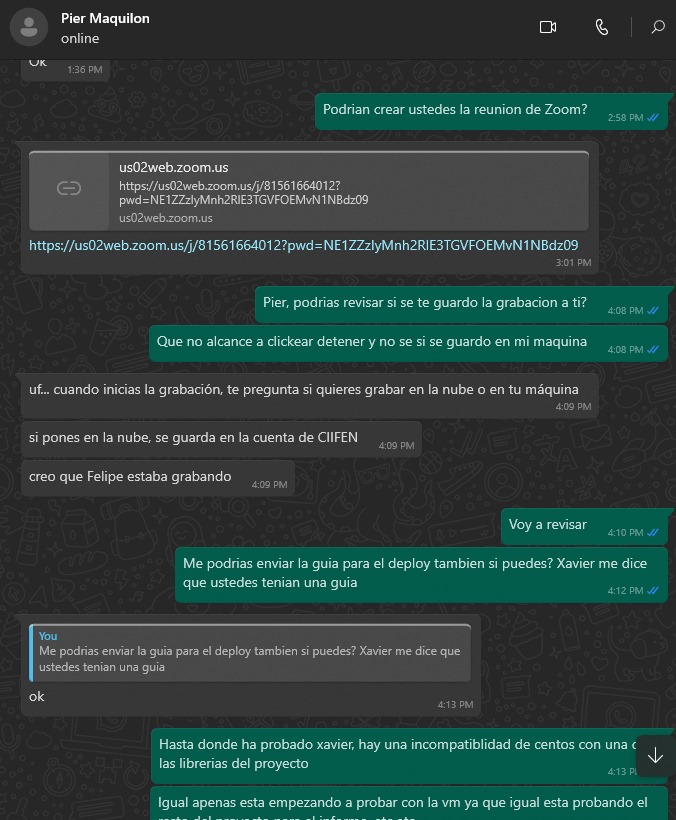 Pier Maquilon
online
Ok
1:36 PM
Podrian crear ustedes la reunion de Zoom?
2:58 PM
us02web.zoom.us
https://us02web.zoom.us/j/81561664012?
pwd=NE1ZZzIyMnh2RlE3TGVFOEMvN1NBdz09
us02web.zoom.us
https://us02web.zoom.us/j/81561664012?pwd=NE1ZZzIyMnh2RlE3TGVFOEMvN1NBdz09
3:01 PM
Pier, podrias revisar si se te guardo la grabacion a ti?
4:08 PM
Que no alcance a clickear detener y no se si se guardo en mi maquina
4:08 PM
uf... cuando inicias la grabación, te pregunta si quieres grabar en la nube o en tu máquina
4:09 PM
si pones en la nube, se guarda en la cuenta de CIIFEN
4:09 PM
creo que Felipe estaba grabando
4:09 PM
Voy a revisar
4:10 PM
Me podrias enviar la guia para el deploy tambien si puedes? Xavier me dice
que ustedes tenian una guia
4:12 PM
You
Me podrias enviar la guia para el deploy tambien si puedes? Xavier me dice que
ustedes tenian una guia
ok
4:13 PM
Hasta donde ha probado xavier, hay una incompatiblidad de centos con una
las librerias del proyecto
4:13
Igual apenas esta empezando a probar con la vm ya que igual esta probando el
resto del proyecto para el informe, etc etc